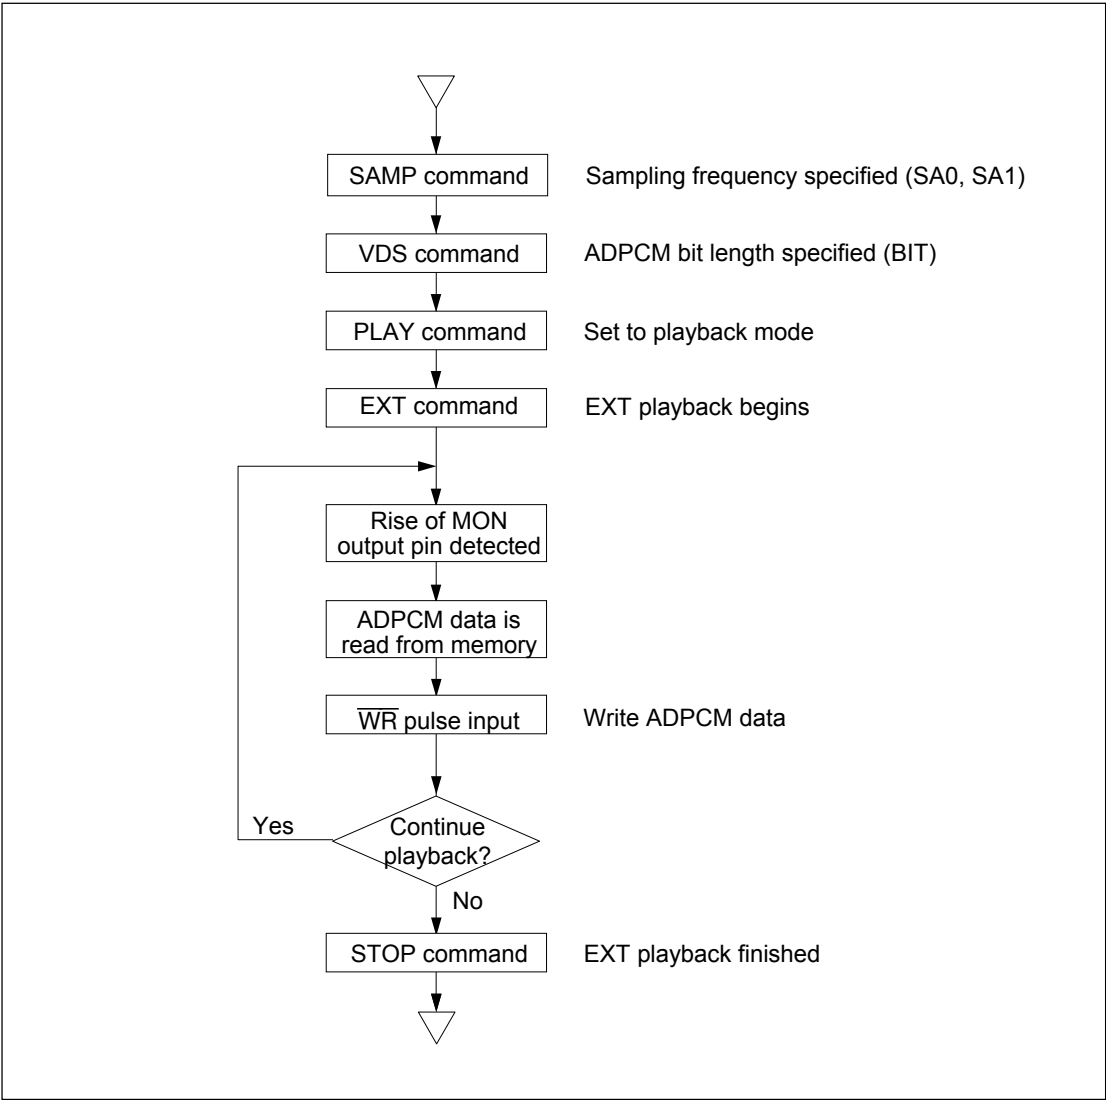 SAMP command
Sampling frequency specified (SA0, SA1)
VDS command
ADPCM bit length specified (BIT)
PLAY command
Set to playback mode
EXT command
EXT playback begins
Rise of MON
output pin detected
ADPCM data is
read from memory
W̅R̅ pulse input
Write ADPCM data
Continue
playback?
Yes
No
STOP command
EXT playback finished